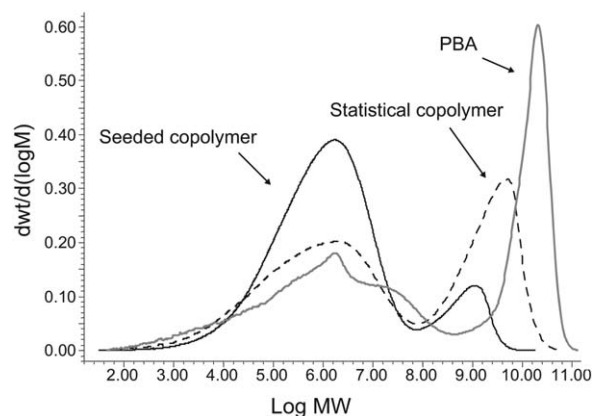 0.60
PBA
0.50
Statistical copolymer
0.40
Seeded copolymer
dwt/d(logM)
0.30
0.20
0.10
0.00
2.00 3.00 4.00 5.00 6.00 7.00 8.00 9.00 10.00 11.00
Log MW